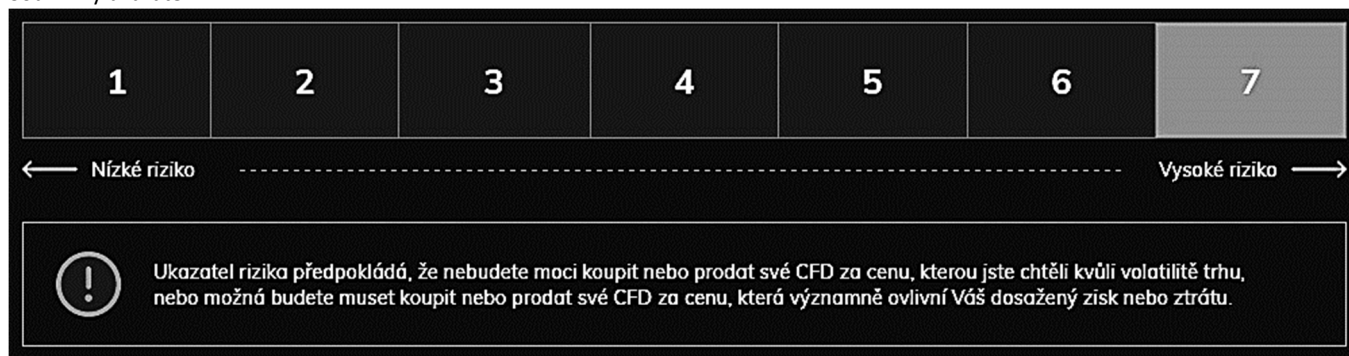 1 2 3 4 5 6 7
Nízké riziko Vysoké riziko
Ukazatel rizika předpokládá, že nebudete moci koupit nebo prodat své CFD za cenu, kterou jste chtěli kvůli volatilitě trhu,
nebo možná budete muset koupit nebo prodat své CFD za cenu, která významně ovlivní Váš dosažený zisk nebo ztrátu.